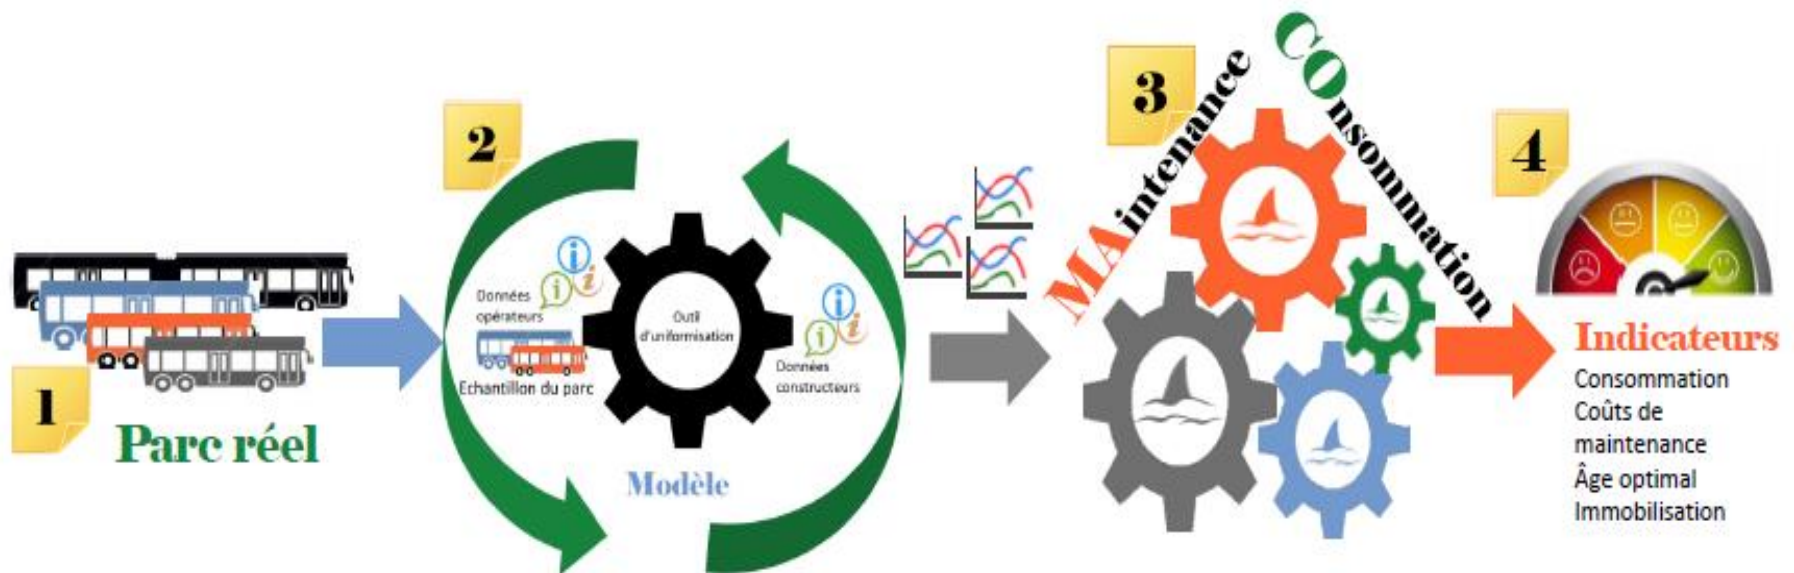 1
Parc réel
2
Données
opérateurs
Echantillon du parc
Outil
d'uniformisation
Données
constructeurs
Modèle
3
MAintenance
COnsommation
4
Indicateurs
Consommation
Coûts de
maintenance
Âge optimal
Immobilisation